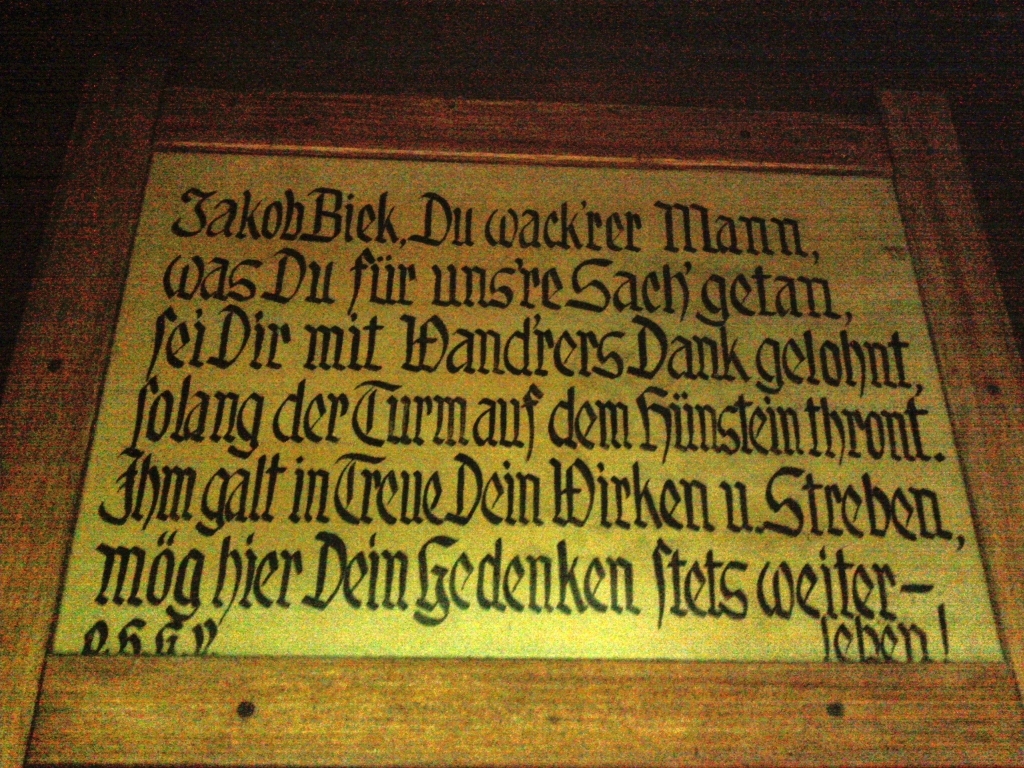 Jakob Biek, Du wack'rer Mann,
was Du für uns're Sach' getan,
sei Dir mit Wand'rers Dank gelohnt,
solang der Turm auf dem Hünstein thront.
Ihm galt in Treue Dein Wirken u. Streben,
mög hier Dein Gedenken stets weiter-
leben!